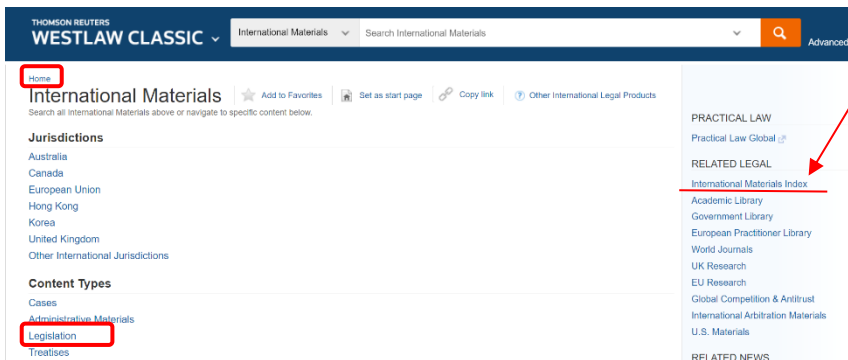 THOMSON REUTERS
WESTLAW CLASSIC
International Materials
Search International Materials
Advanced
Home
International Materials
Add to Favorites
Set as start page
Copy link
Other International Legal Products
Search all International Materials above or navigate to specific content below.
Jurisdictions
Australia
Canada
European Union
Hong Kong
Korea
United Kingdom
Other International Jurisdictions
Content Types
Cases
Administrative Materials
Legislation
Treatises
PRACTICAL LAW
Practical Law Global
RELATED LEGAL
International Materials Index
Academic Library
Government Library
European Practitioner Library
World Journals
UK Research
EU Research
Global Competition & Antitrust
International Arbitration Materials
U.S. Materials
RELATED NEWS